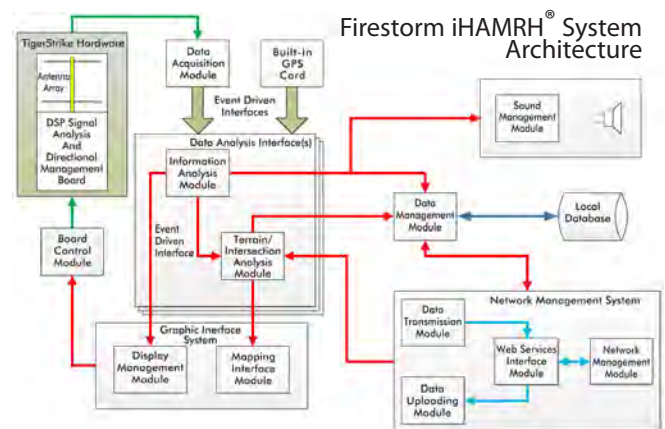 Firestorm iHAMRH® System
Architecture
TigerStrike Hardware
Antenna
Array
DSP Signal
Analysis
And
Directional
Management
Board
Data
Acquisition
Module
Built-in
GPS
Card
Event Driven
Interfaces
Sound
Management
Module
Data Analysis Interface(s)
Information
Analysis
Module
Event
Driven
Interface
Terrain/
Intersection
Analysis
Module
Data
Management
Module
Local
Database
Board
Control
Module
Graphic Inerface
System
Display
Management
Module
Mapping
Interface
Module
Network Management System
Data
Transmission
Module
Web Services
Interface
Module
Network
Management
Module
Data
Uploading
Module